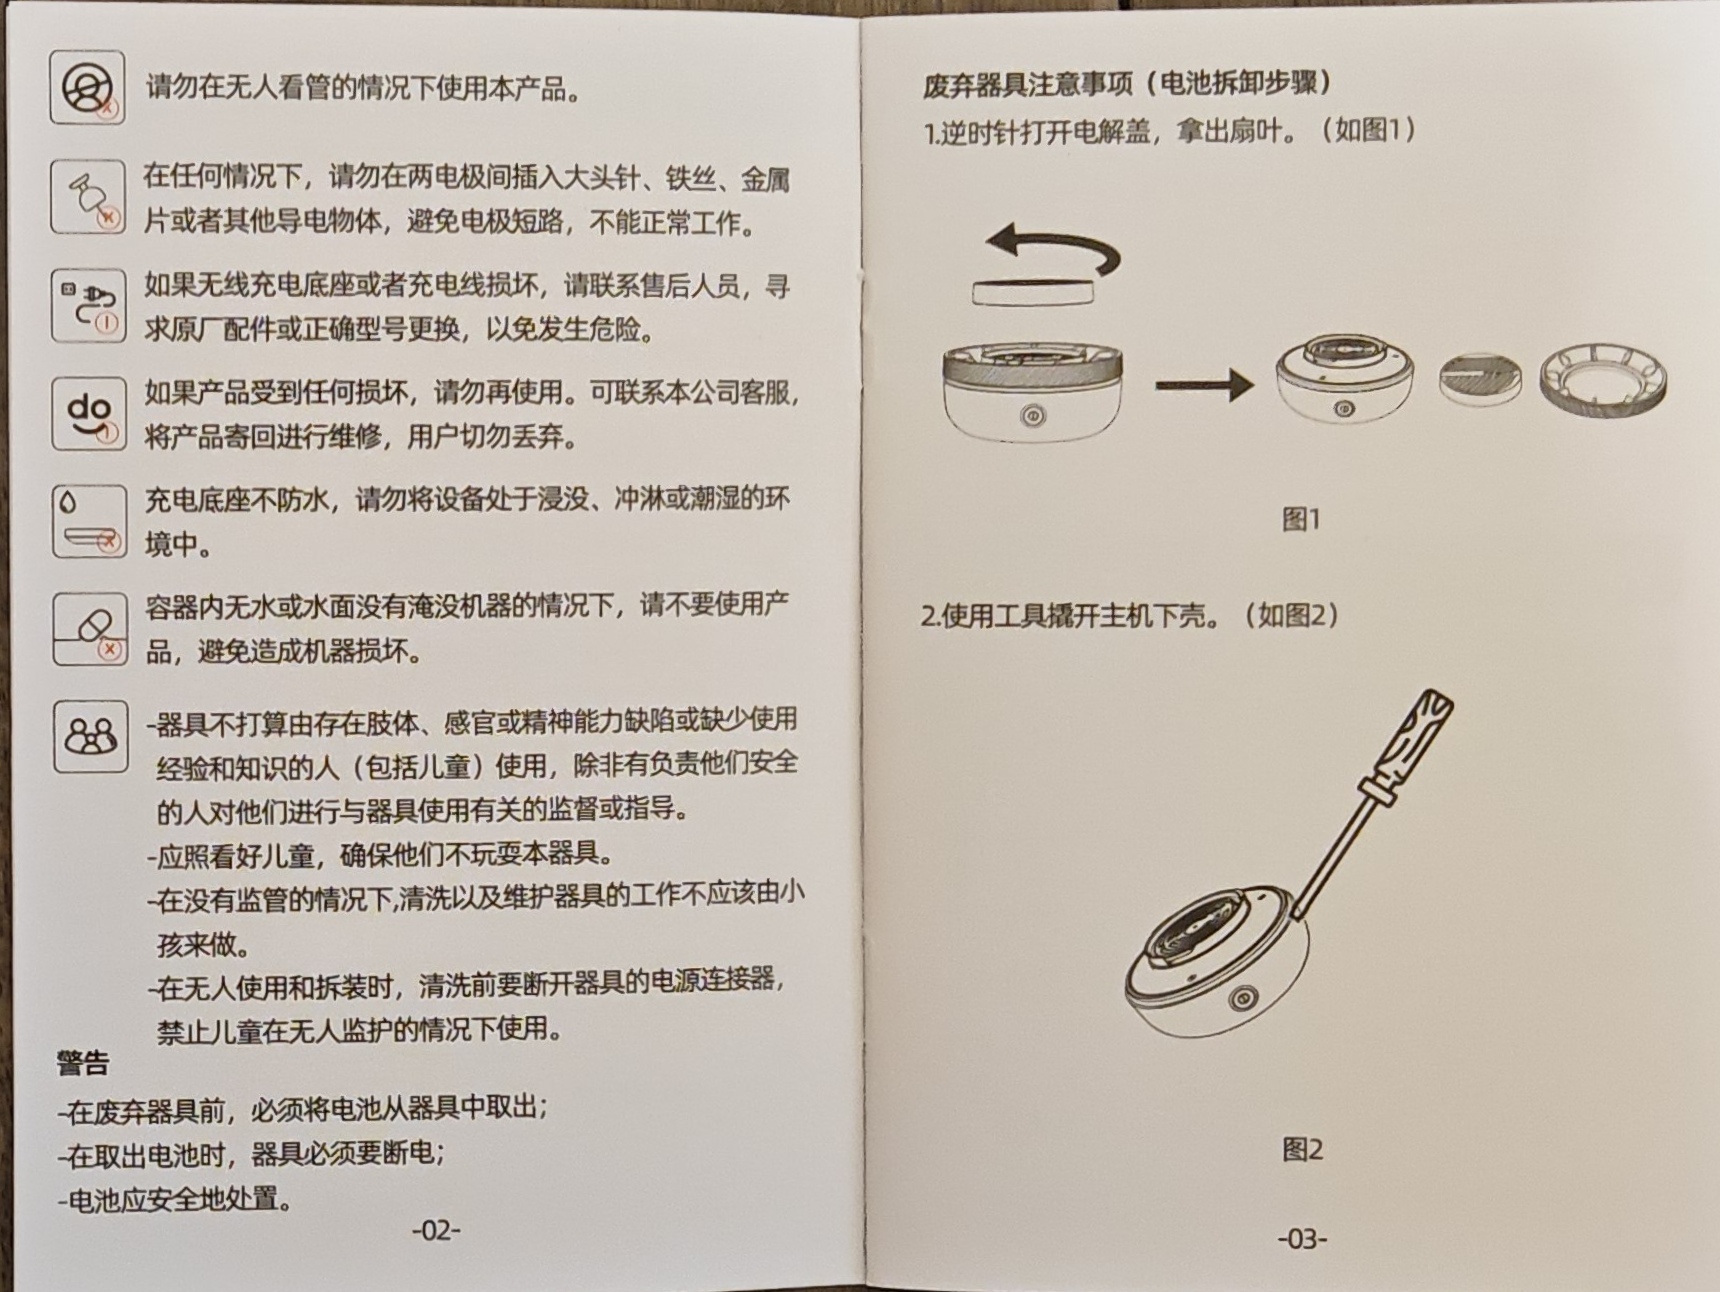 请勿在无人看管的情况下使用本产品。
在任何情况下，请勿在两电极间插入大头针、铁丝、金属
片或者其他导电物体，避免电极短路，不能正常工作。
如果无线充电底座或者充电线损坏，请联系售后人员，寻
求原厂配件或正确型号更换，以免发生危险。
do
如果产品受到任何损坏，请勿再使用。可联系本公司客服，
将产品寄回进行维修，用户切勿丢弃。
充电底座不防水，请勿将设备处于浸没、冲淋或潮湿的环
境中。
容器内无水或水面没有淹没机器的情况下，请不要使用产
品，避免造成机器损坏。
-器具不打算由存在肢体、感官或精神能力缺陷或缺少使用
经验和知识的人（包括儿童）使用，除非有负责他们安全
的人对他们进行与器具使用有关的监督或指导。
-应照看好儿童，确保他们不玩耍本器具。
-在没有监管的情况下,清洗以及维护器具的工作不应该由小
孩来做。
-在无人使用和拆装时，清洗前要断开器具的电源连接器，
禁止儿童在无人监护的情况下使用。
警告
-在废弃器具前，必须将电池从器具中取出；
-在取出电池时，器具必须要断电；
-电池应安全地处置。
-02-
废弃器具注意事项（电池拆卸步骤）
1.逆时针打开电解盖，拿出扇叶。（如图1）
图1
2.使用工具撬开主机下壳。（如图2）
图2
-03-